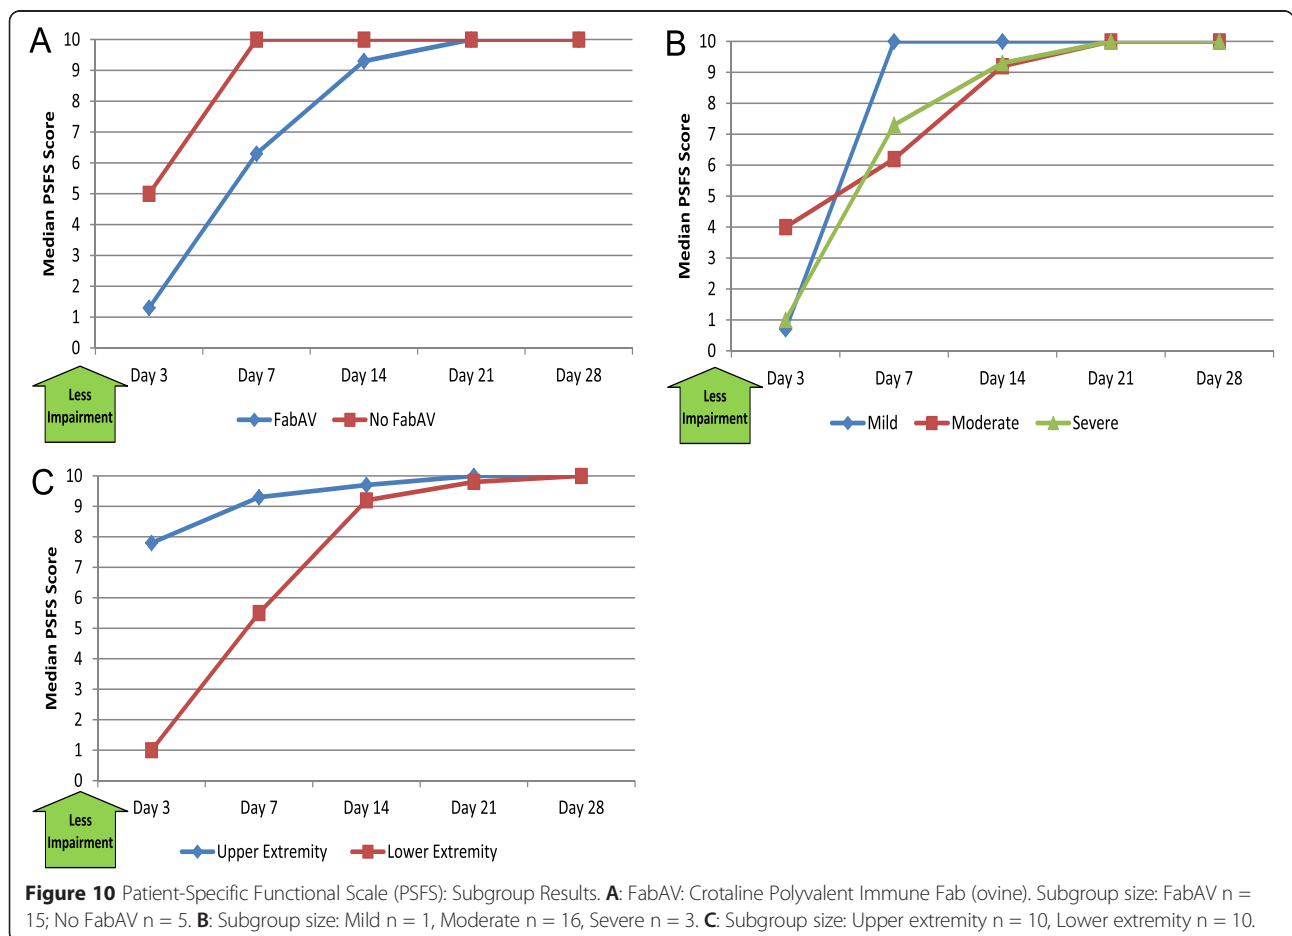 A
Median PSFS Score
10
9
8
7
6
5
4
3
2
1
0
Day 3 Day 7 Day 14 Day 21 Day 28
Less
Impairment
FabAV No FabAV
B
Median PSFS Score
10
9
8
7
6
5
4
3
2
1
0
Day 3 Day 7 Day 14 Day 21 Day 28
Less
Impairment
Mild Moderate Severe
C
Median PSFS Score
10
9
8
7
6
5
4
3
2
1
0
Day 3 Day 7 Day 14 Day 21 Day 28
Less
Impairment
Upper Extremity Lower Extremity
Figure 10 Patient-Specific Functional Scale (PSFS): Subgroup Results. A: FabAV: Crotaline Polyvalent Immune Fab (ovine). Subgroup size: FabAV n =
15; No FabAV n = 5. B: Subgroup size: Mild n = 1, Moderate n = 16, Severe n = 3. C: Subgroup size: Upper extremity n = 10, Lower extremity n = 10.